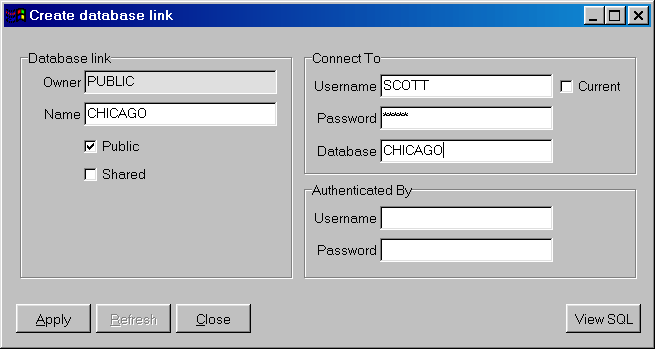 Create database link
Database link
Owner PUBLIC
Name CHICAGO
Public
Shared
Connect To
Username SCOTT
Current
Password *****
Database CHICAGO
Authenticated By
Username
Password
Apply
Refresh
Close
View SQL